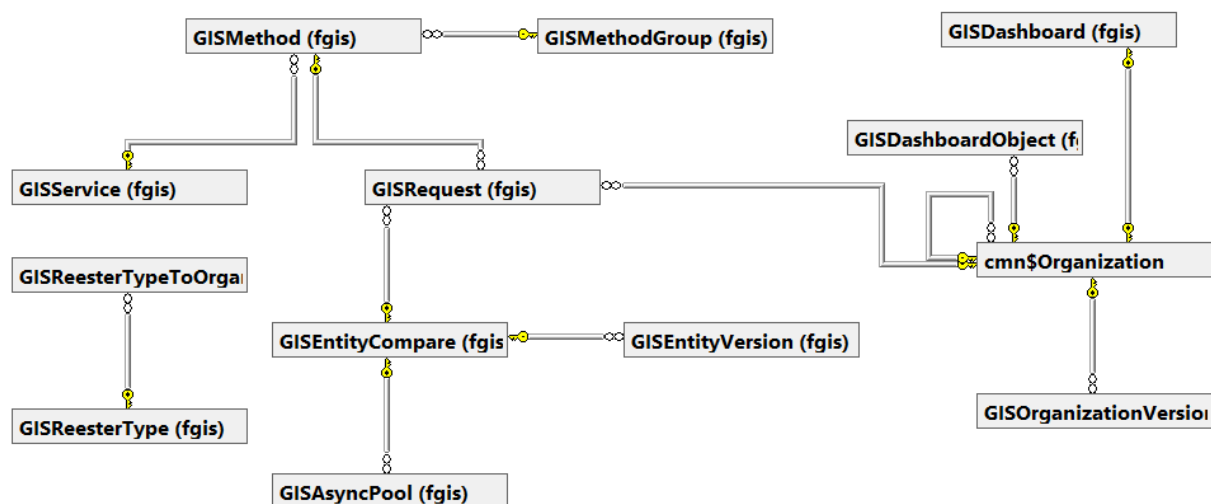 GISMethod (fgis)
GISMethodGroup (fgis)
GISDashboard (fgis)
GISDashboardObject (f
GISService (fgis)
GISRequest (fgis)
GISReesterTypeToOrga
cmn$Organization
GISEntityCompare (fgis
GISEntityVersion (fgis)
GISReesterType (fgis)
GISOrganizationVersion
GISAsyncPool (fgis)